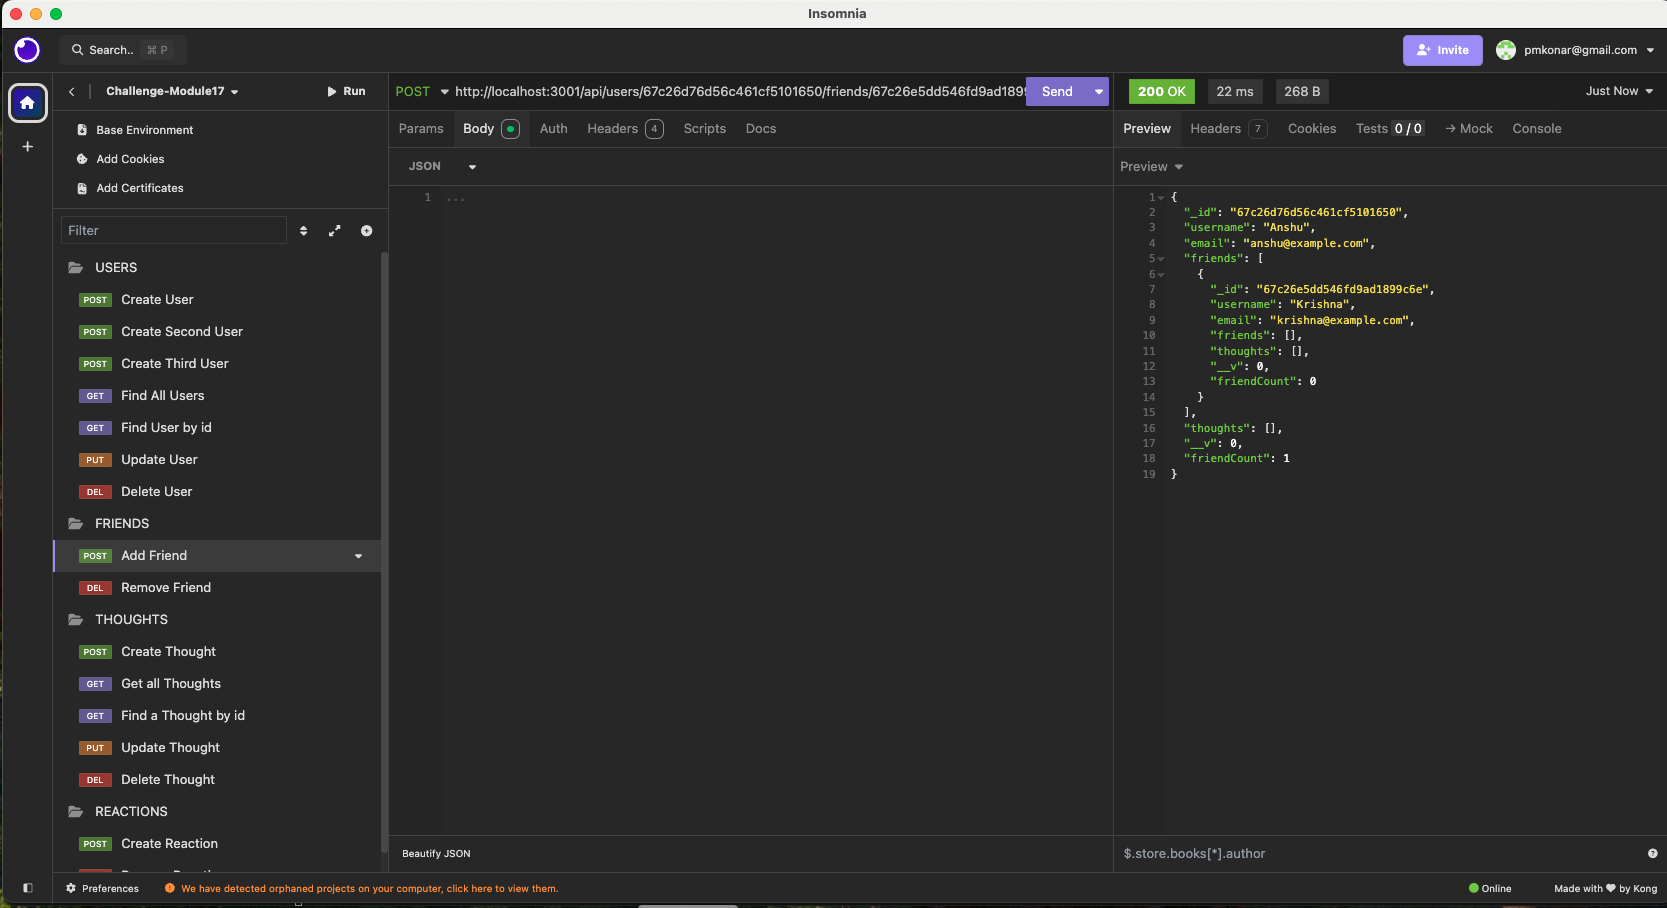 Insomnia
Search.. ⌘ P
Invite
pmkonar@gmail.com
Challenge-Module17
Run
Base Environment
Add Cookies
Add Certificates
Filter
USERS
POST Create User
POST Create Second User
POST Create Third User
GET Find All Users
GET Find User by id
PUT Update User
DEL Delete User
FRIENDS
POST Add Friend
DEL Remove Friend
THOUGHTS
POST Create Thought
GET Get all Thoughts
GET Find a Thought by id
PUT Update Thought
DEL Delete Thought
REACTIONS
POST Create Reaction
POST http://localhost:3001/api/users/67c26d76d56c461cf5101650/friends/67c26e5dd546fd9ad1899
Send
Params Body Auth Headers 4 Scripts Docs
JSON
1 ...
Beautify JSON
200 OK 22 ms 268 B Just Now
Preview Headers 7 Cookies Tests 0 / 0 → Mock Console
Preview
1 {
2 "_id": "67c26d76d56c461cf5101650",
3 "username": "Anshu",
4 "email": "anshu@example.com",
5 "friends": [
6 {
7 "_id": "67c26e5dd546fd9ad1899c6e",
8 "username": "Krishna",
9 "email": "krishna@example.com",
10 "friends": [],
11 "thoughts": [],
12 "__v": 0,
13 "friendCount": 0
14 }
15 ],
16 "thoughts": [],
17 "__v": 0,
18 "friendCount": 1
19 }
$.store.books[*].author
Preferences
We have detected orphaned projects on your computer, click here to view them.
Online
Made with ♥ by Kong